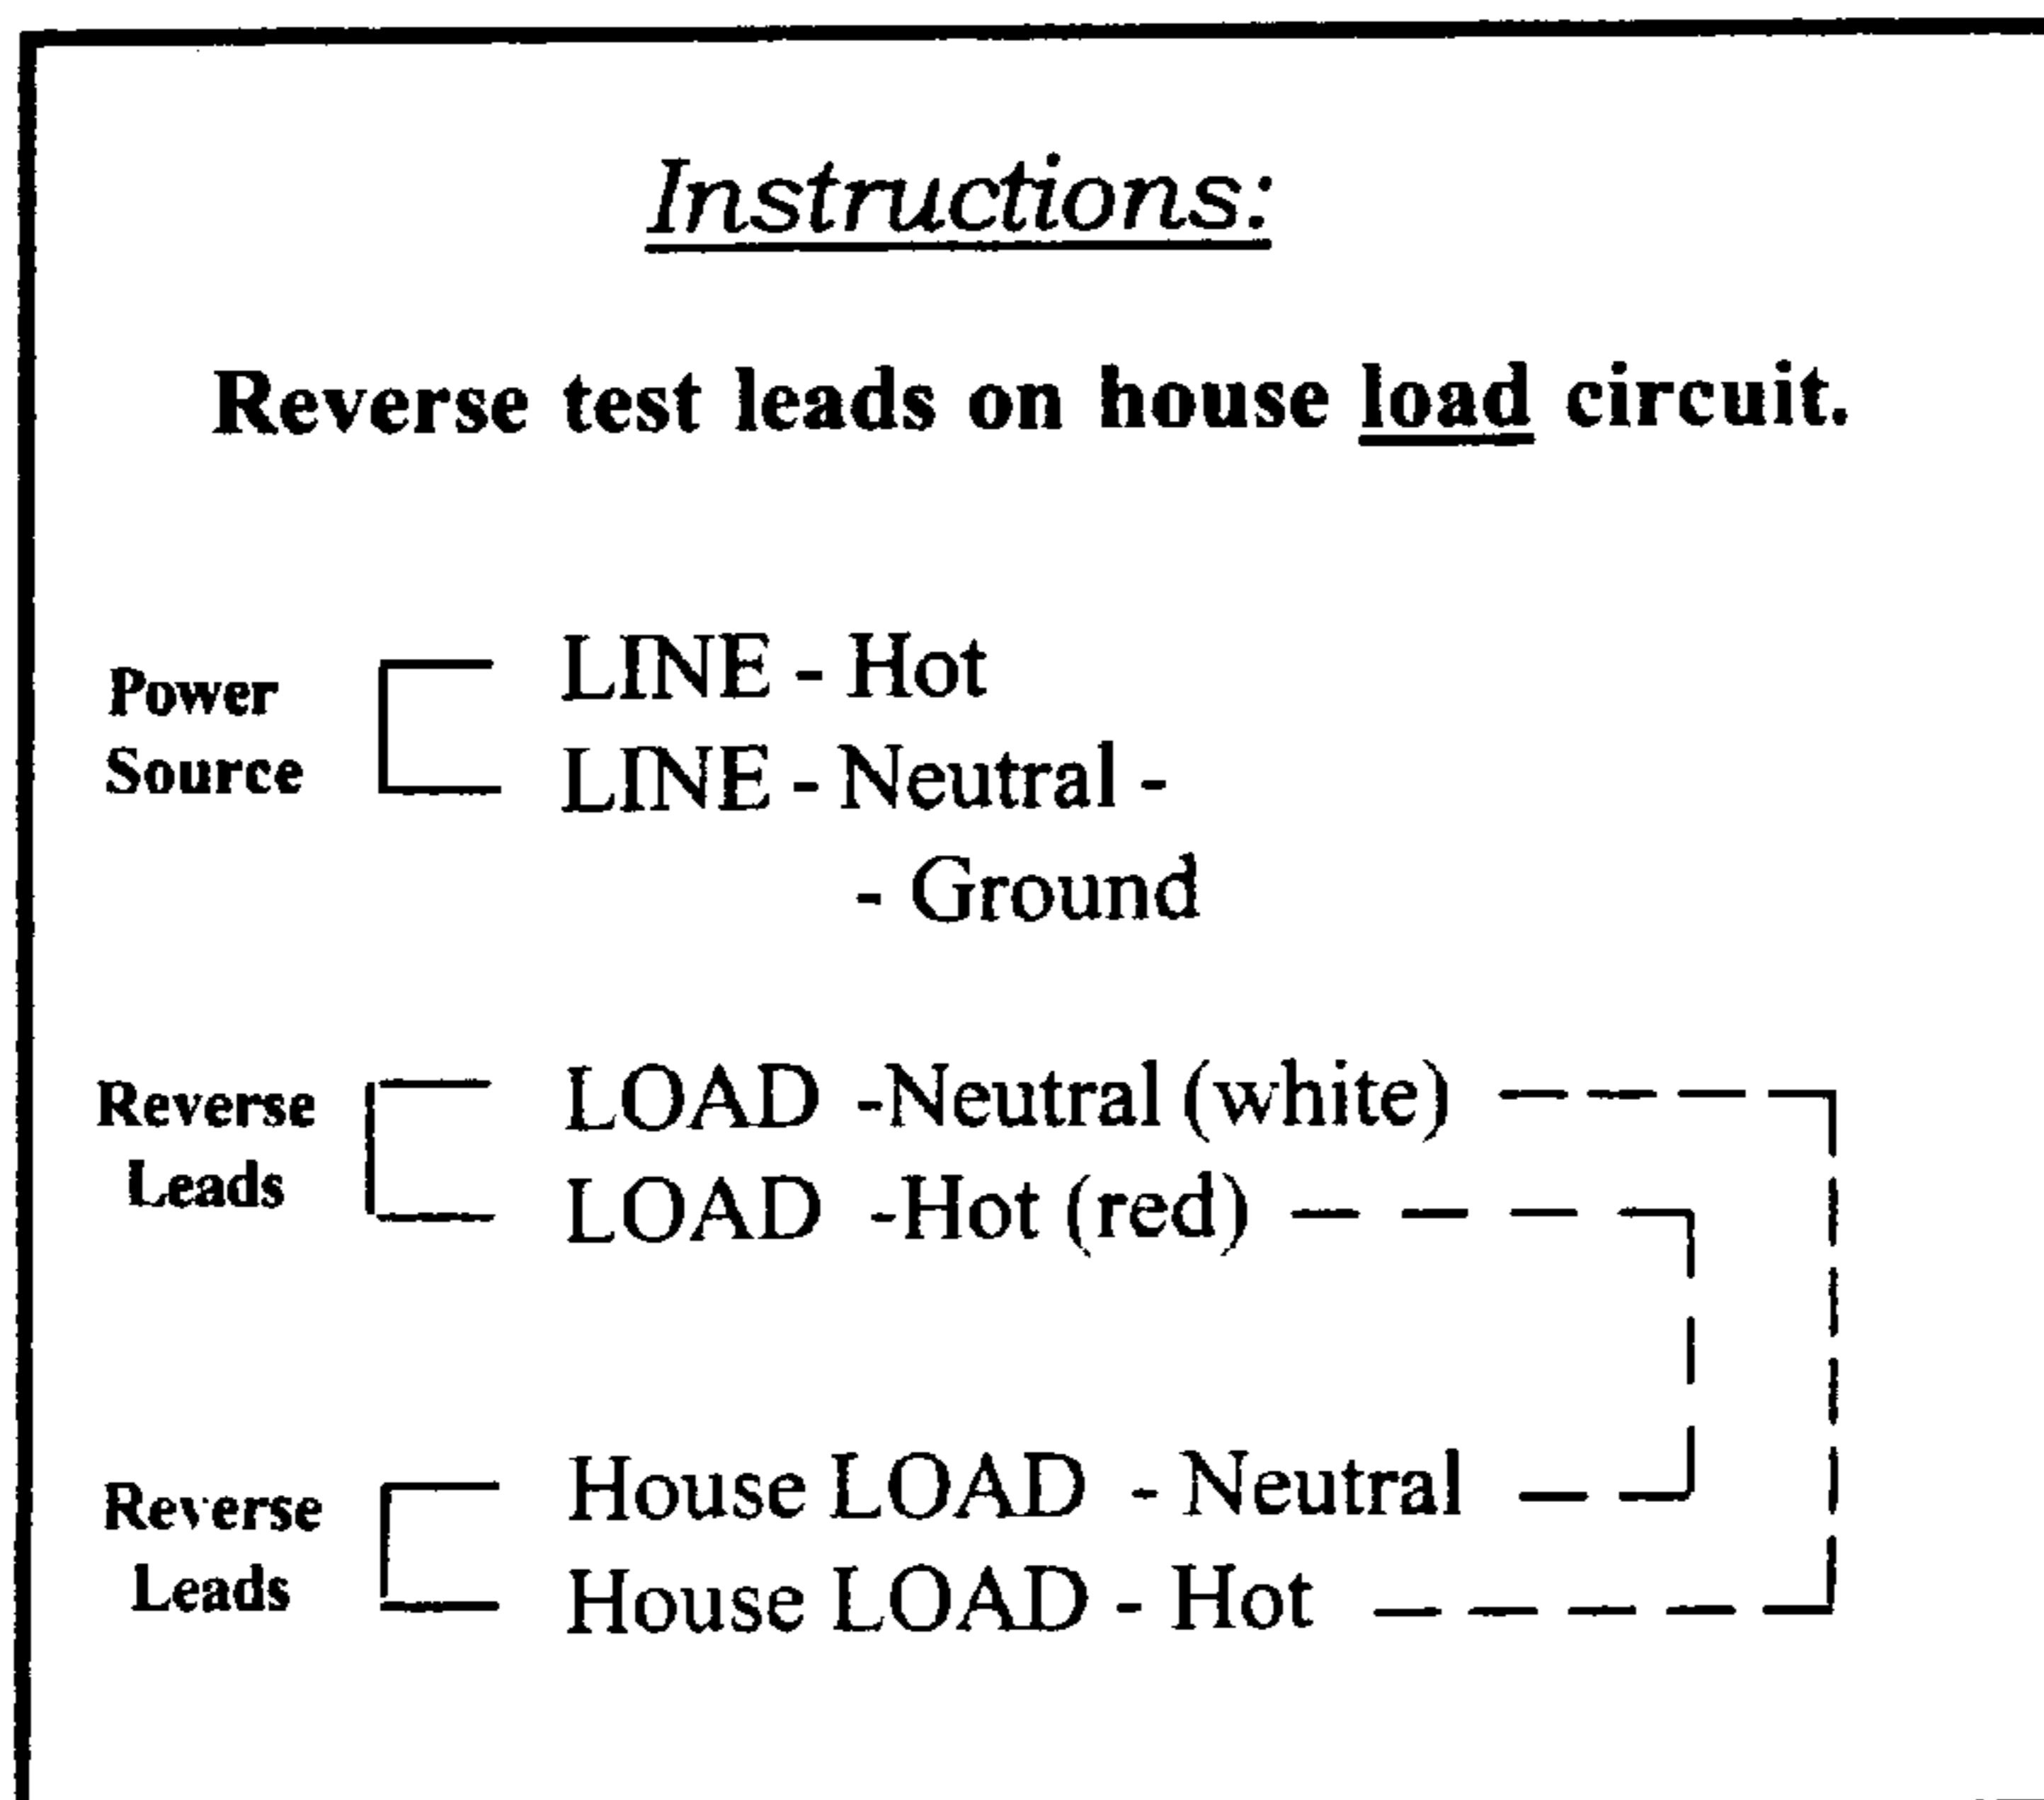 Instructions:
Reverse test leads on house load circuit.
Power
Source
LINE - Hot
LINE - Neutral -
- Ground
Reverse
Leads
LOAD -Neutral (white)
LOAD -Hot (red)
Reverse
Leads
House LOAD - Neutral
House LOAD - Hot